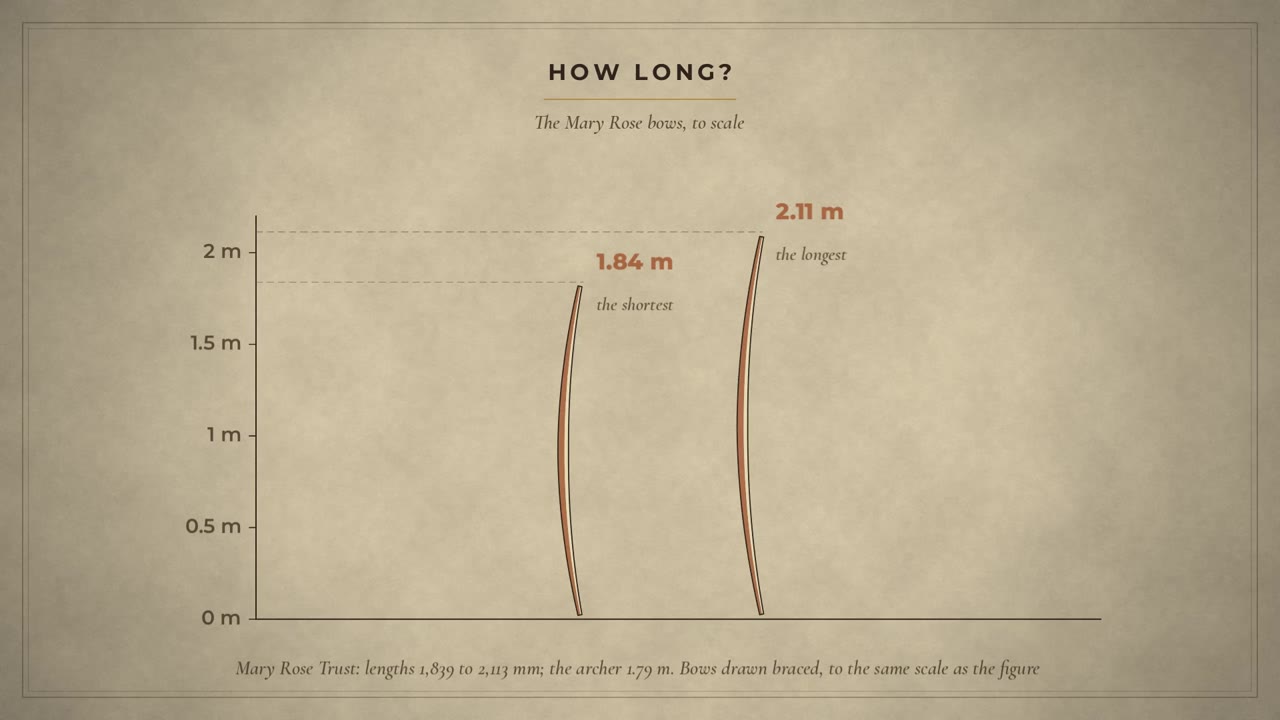 HOW LONG?
The Mary Rose bows, to scale
2.11 m
the longest
2 m
1.84 m
the shortest
1.5 m
1 m
0.5 m
0 m
Mary Rose Trust: lengths 1,839 to 2,113 mm; the archer 1.79 m. Bows drawn braced, to the same scale as the figure